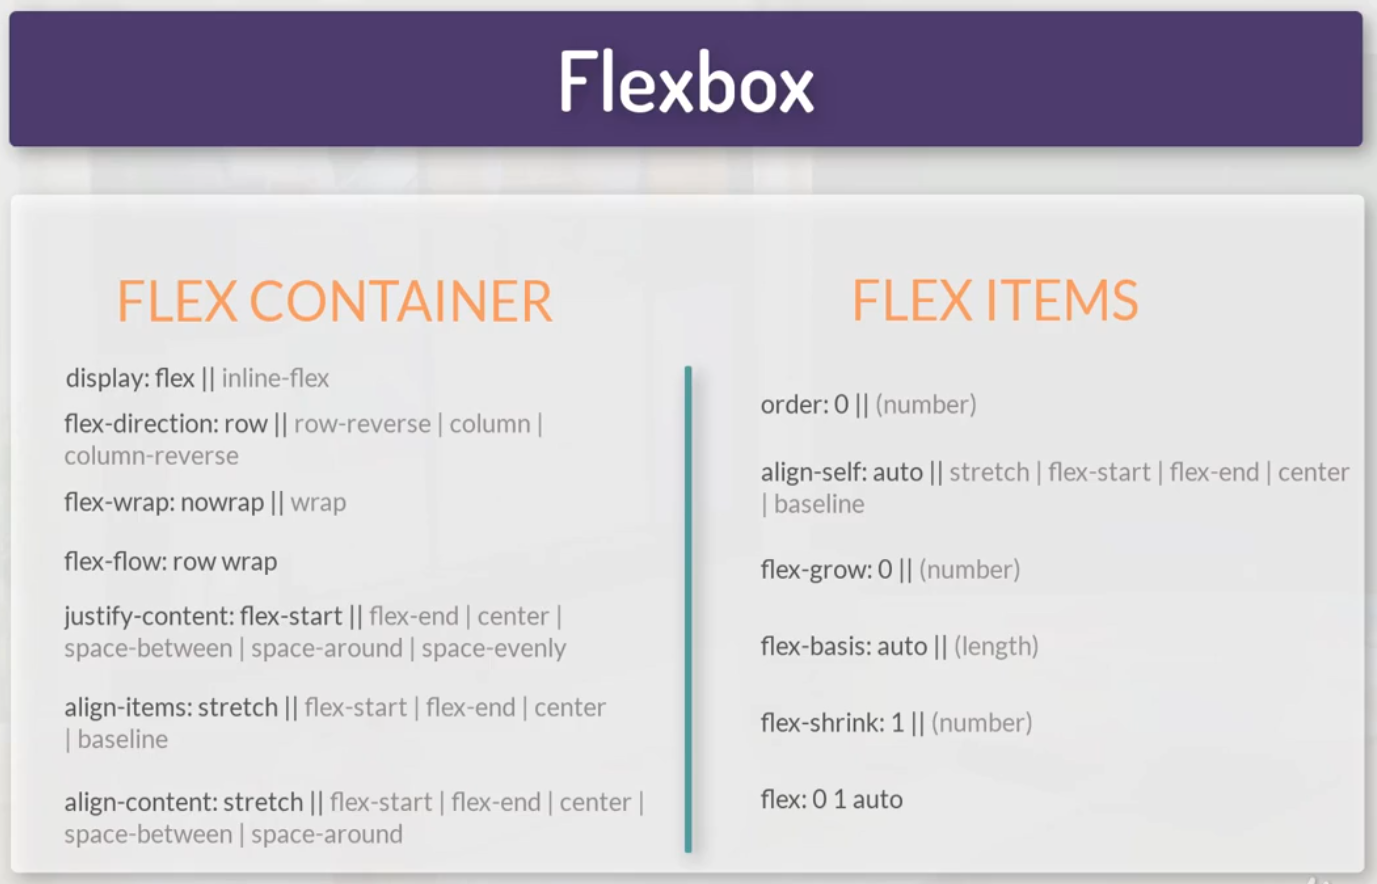 Flexbox
FLEX CONTAINER
display: flex || inline-flex
flex-direction: row || row-reverse | column |
column-reverse
flex-wrap: nowrap || wrap
flex-flow: row wrap
justify-content: flex-start || flex-end | center |
space-between | space-around | space-evenly
align-items: stretch || flex-start | flex-end | center
| baseline
align-content: stretch || flex-start | flex-end | center |
space-between | space-around
FLEX ITEMS
order: 0 || (number)
align-self: auto || stretch | flex-start | flex-end | center
| baseline
flex-grow: 0 || (number)
flex-basis: auto || (length)
flex-shrink: 1 || (number)
flex: 0 1 auto